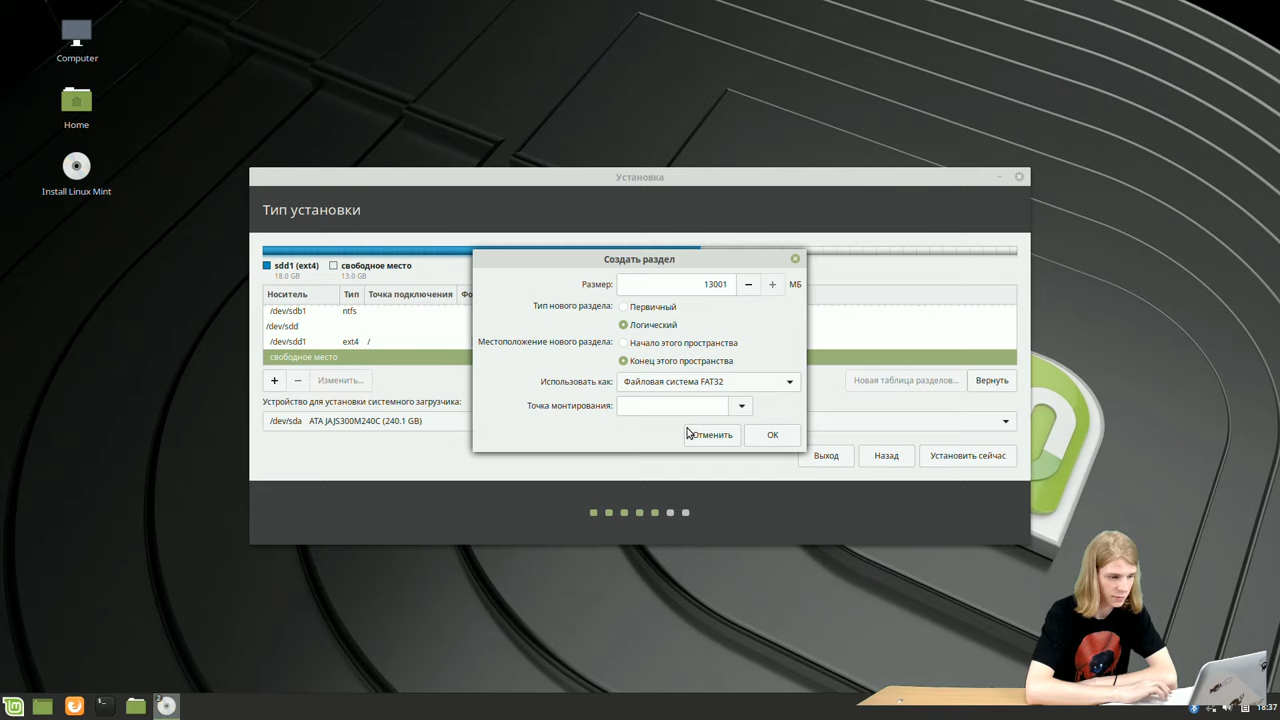 Computer
Home
Install Linux Mint
Установка
Тип установки
sdd1 (ext4)
18.0 GB
свободное место
13.0 GB
Носитель Тип Точка подключения Фо
/dev/sdb1 ntfs
/dev/sdd
/dev/sdd1 ext4 /
свободное место
+ − Изменить...
Новая таблица разделов... Вернуть
Устройство для установки системного загрузчика:
/dev/sda ATA JAJS300M240C (240.1 GB)
Выход Назад Установить сейчас
Создать раздел
Размер: 13001 − + МБ
Тип нового раздела: Первичный
Логический
Местоположение нового раздела: Начало этого пространства
Конец этого пространства
Использовать как: Файловая система FAT32
Точка монтирования:
Отменить OK
2
18:37